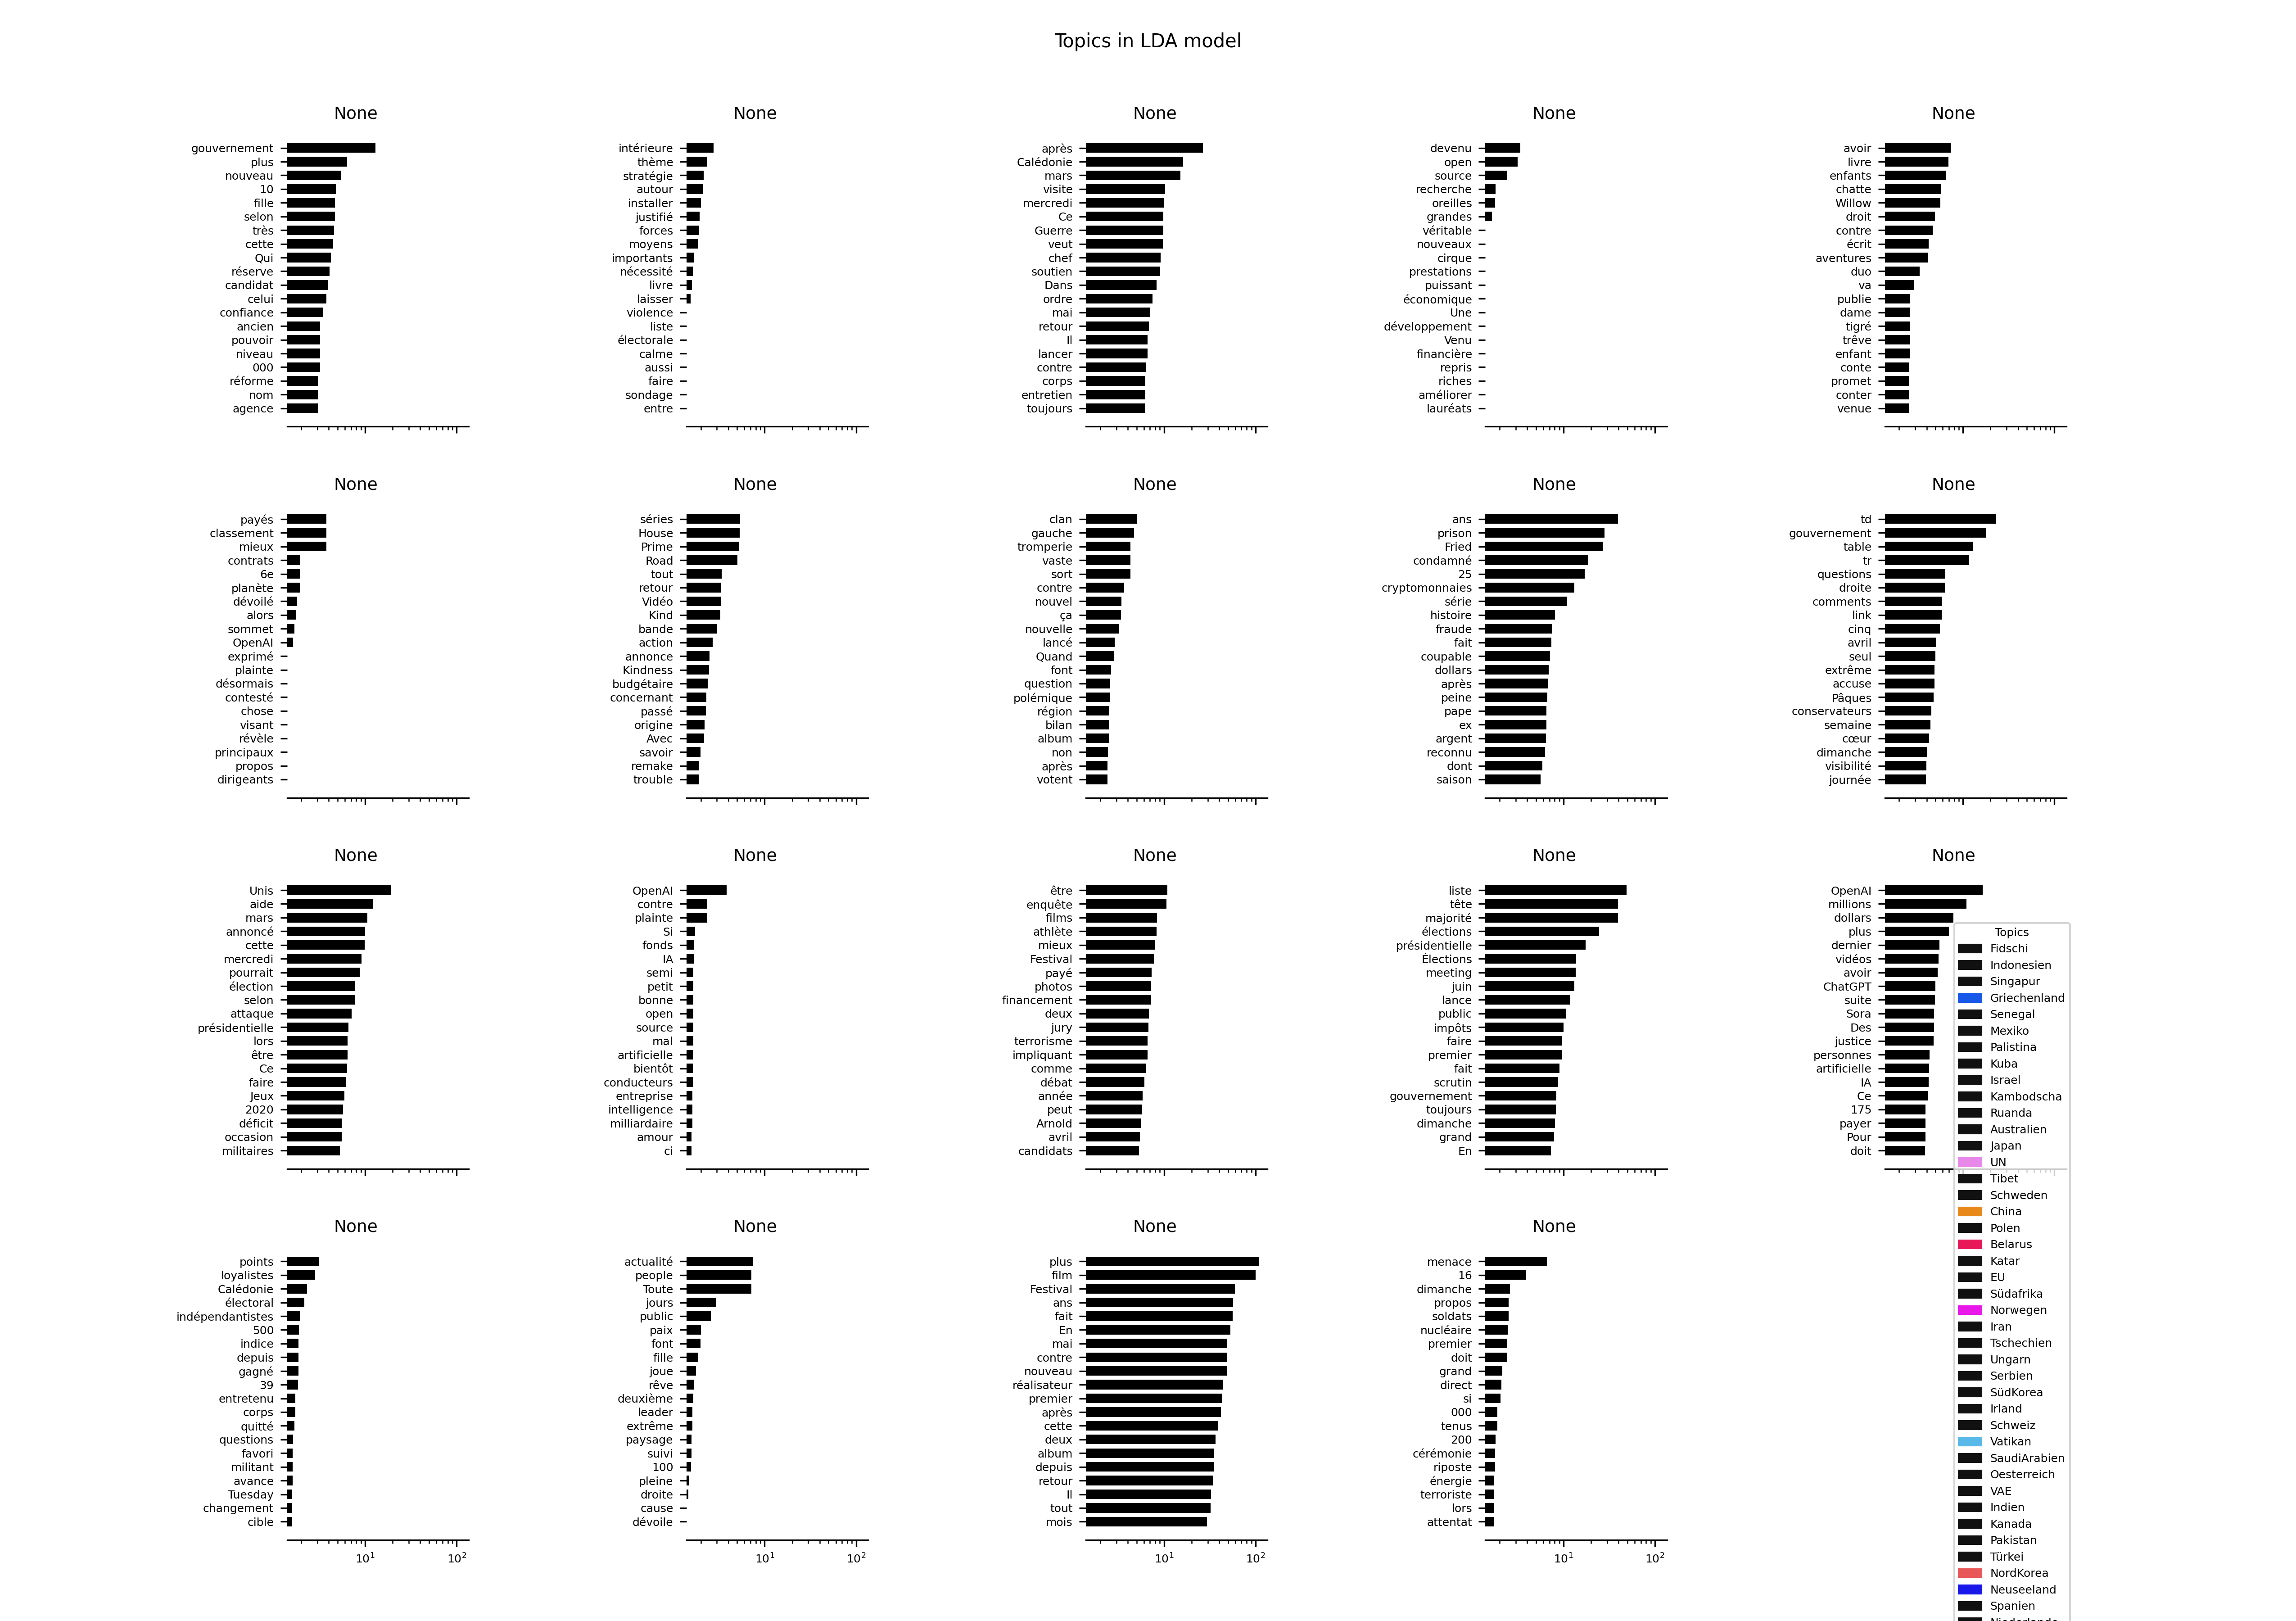 Topics in LDA model
None
gouvernement
plus
nouveau
10
fille
selon
très
cette
Qui
réserve
candidat
celui
confiance
ancien
pouvoir
niveau
000
réforme
nom
agence
None
intérieure
thème
stratégie
autour
installer
justifié
forces
moyens
importants
nécessité
livre
laisser
violence
liste
électorale
calme
aussi
faire
sondage
entre
None
après
Calédonie
mars
visite
mercredi
Ce
Guerre
veut
chef
soutien
Dans
ordre
mai
retour
Il
lancer
contre
corps
entretien
toujours
None
devenu
open
source
recherche
oreilles
grandes
véritable
nouveaux
cirque
prestations
puissant
économique
Une
développement
Venu
financière
repris
riches
améliorer
lauréats
None
avoir
livre
enfants
chatte
Willow
droit
contre
écrit
aventures
duo
va
publie
dame
tigré
trêve
enfant
conte
promet
conter
venue
None
payés
classement
mieux
contrats
6e
planète
dévoilé
alors
sommet
OpenAI
exprimé
plainte
désormais
contesté
chose
visant
révèle
principaux
propos
dirigeants
None
séries
House
Prime
Road
tout
retour
Vidéo
Kind
bande
action
annonce
Kindness
budgétaire
concernant
passé
origine
Avec
savoir
remake
trouble
None
clan
gauche
tromperie
vaste
sort
contre
nouvel
ça
nouvelle
lancé
Quand
font
question
polémique
région
bilan
album
non
après
votent
None
ans
prison
Fried
condamné
25
cryptomonnaies
série
histoire
fraude
fait
coupable
dollars
après
peine
pape
ex
argent
reconnu
dont
saison
None
td
gouvernement
table
tr
questions
droite
comments
link
cinq
avril
seul
extrême
accuse
Pâques
conservateurs
semaine
cœur
dimanche
visibilité
journée
None
Unis
aide
mars
annoncé
cette
mercredi
pourrait
élection
selon
attaque
présidentielle
lors
être
Ce
faire
Jeux
2020
déficit
occasion
militaires
None
OpenAI
contre
plainte
Si
fonds
IA
semi
petit
bonne
open
source
mal
artificielle
bientôt
conducteurs
entreprise
intelligence
milliardaire
amour
ci
None
être
enquête
films
athlète
mieux
Festival
payé
photos
financement
deux
jury
terrorisme
impliquant
comme
débat
année
peut
Arnold
avril
candidats
None
liste
tête
majorité
élections
présidentielle
Élections
meeting
juin
lance
public
impôts
faire
premier
fait
scrutin
gouvernement
toujours
dimanche
grand
En
None
OpenAI
millions
dollars
plus
dernier
vidéos
avoir
ChatGPT
suite
Sora
Des
justice
personnes
artificielle
IA
Ce
175
payer
Pour
doit
Topics
Fidschi
Indonesien
Singapur
Griechenland
Senegal
Mexiko
Palistina
Kuba
Israel
Kambodscha
Ruanda
Australien
Japan
UN
Tibet
Schweden
China
Polen
Belarus
Katar
EU
Südafrika
Norwegen
Iran
Tschechien
Ungarn
Serbien
SüdKorea
Irland
Schweiz
Vatikan
SaudiArabien
Oesterreich
VAE
Indien
Kanada
Pakistan
Türkei
NordKorea
Neuseeland
Spanien
None
points
loyalistes
Calédonie
électoral
indépendantistes
500
indice
depuis
gagné
39
entretenu
corps
quitté
questions
favori
militant
avance
Tuesday
changement
cible
10¹ 10²
None
actualité
people
Toute
jours
public
paix
font
fille
joue
rêve
deuxième
leader
extrême
paysage
suivi
100
pleine
droite
cause
dévoile
10¹ 10²
None
plus
film
Festival
ans
fait
En
mai
contre
nouveau
réalisateur
premier
après
cette
deux
album
depuis
retour
Il
tout
mois
10¹ 10²
None
menace
16
dimanche
propos
soldats
nucléaire
premier
doit
grand
direct
si
000
tenus
200
cérémonie
riposte
énergie
terroriste
lors
attentat
10¹ 10²